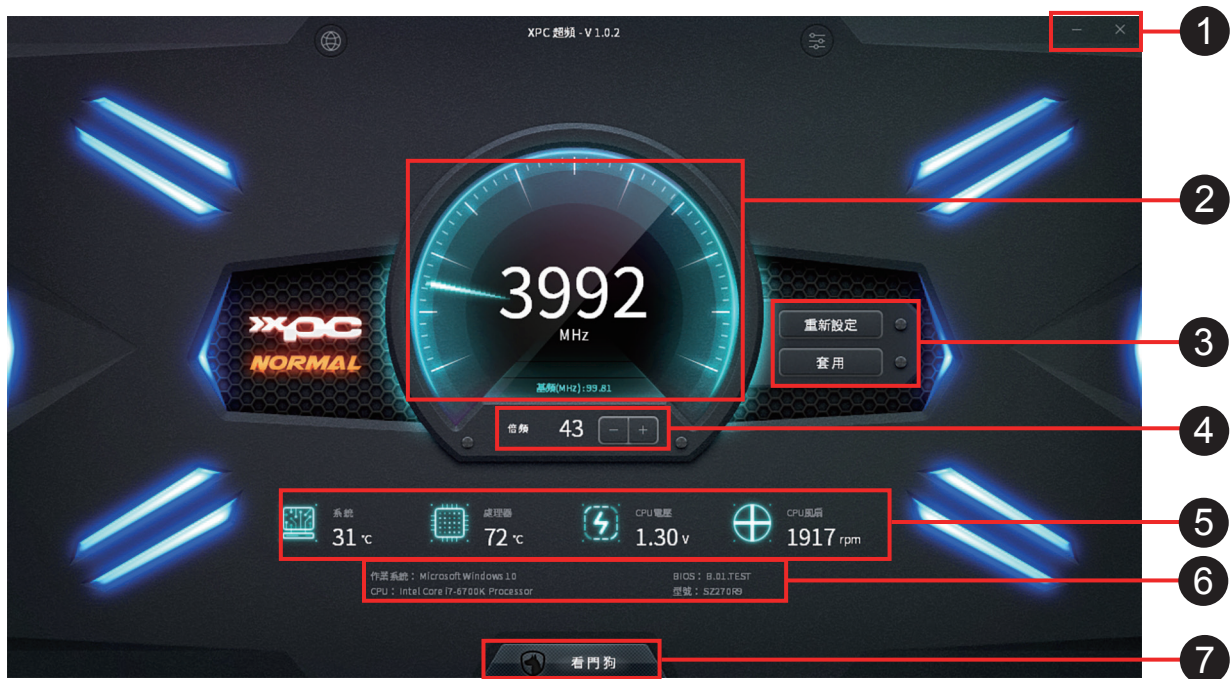 XPC 超頻 - V 1.0.2
1
2
3992
MHz
基頻(MHz):99.81
xpc
NORMAL
重新設定
套用
3
倍頻 43 - +
4
系統
31 ℃
處理器
72 ℃
CPU電壓
1.30 V
CPU風扇
1917 rpm
5
作業系統： Microsoft Windows 10
CPU： Intel Core i7-6700K Processor
BIOS： B.01.TEST
型號： SZ270R9
6
看門狗
7